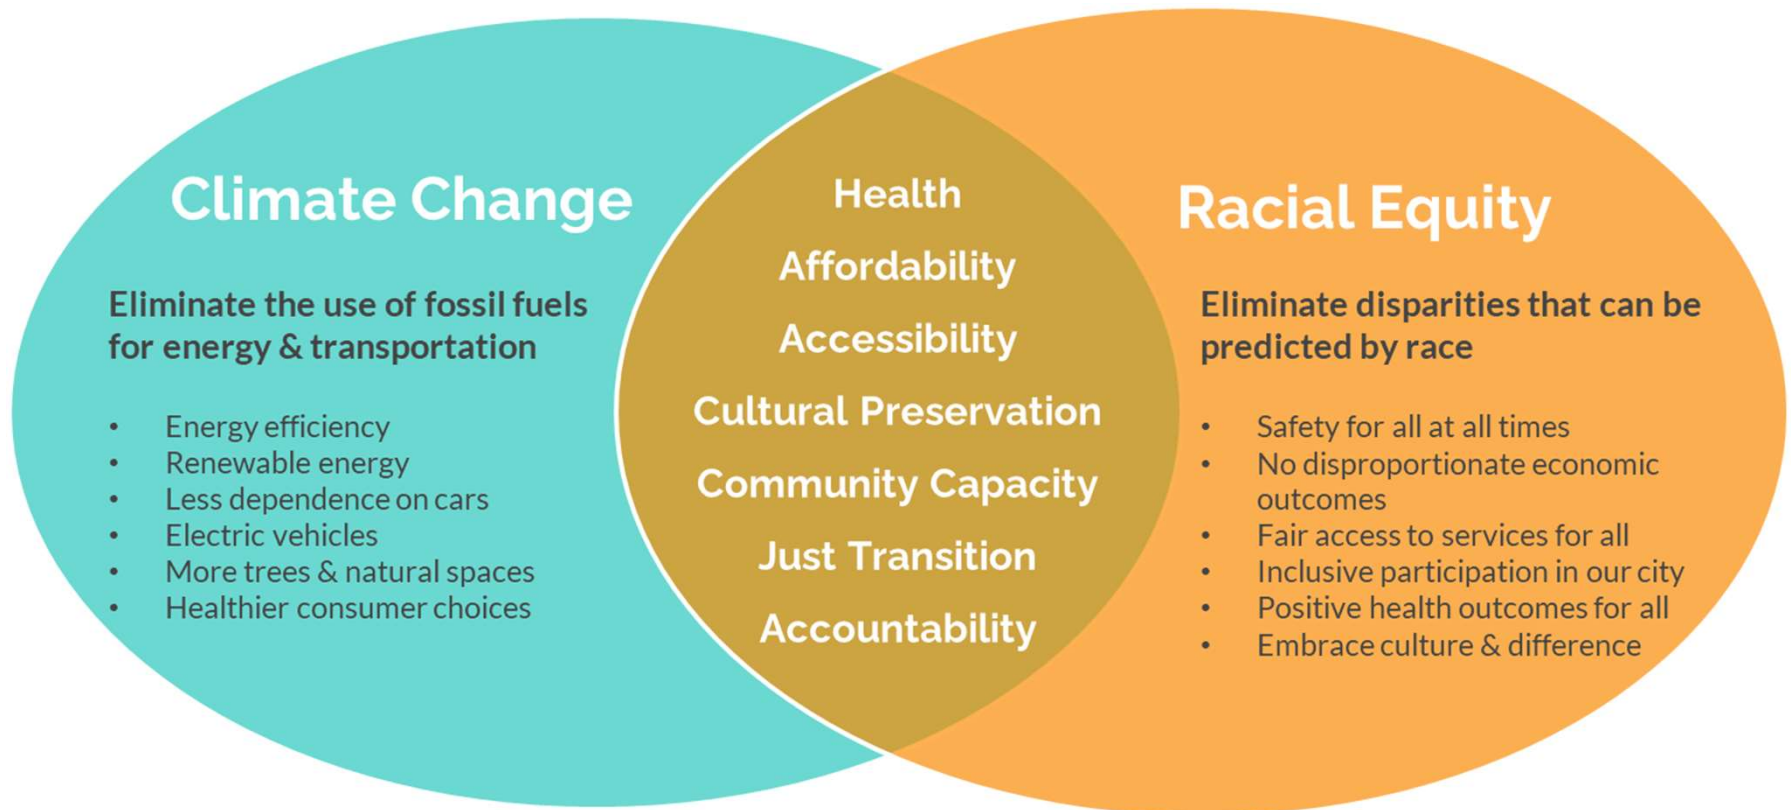 Climate Change
Eliminate the use of fossil fuels
for energy & transportation
• Energy efficiency
• Renewable energy
• Less dependence on cars
• Electric vehicles
• More trees & natural spaces
• Healthier consumer choices
Health
Affordability
Accessibility
Cultural Preservation
Community Capacity
Just Transition
Accountability
Racial Equity
Eliminate disparities that can be
predicted by race
• Safety for all at all times
• No disproportionate economic
outcomes
• Fair access to services for all
• Inclusive participation in our city
• Positive health outcomes for all
• Embrace culture & difference